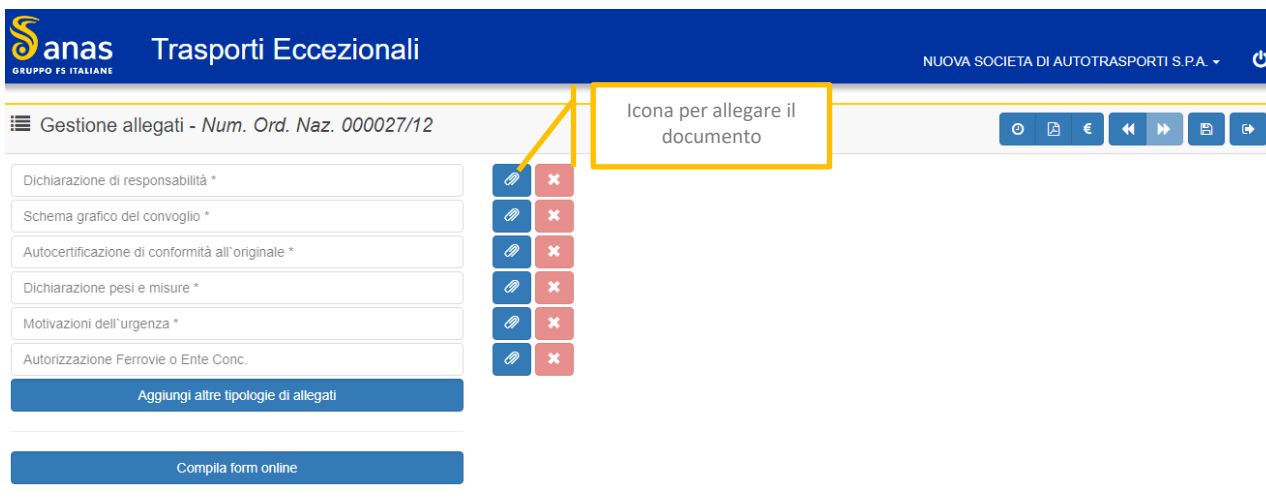 anas
GRUPPO FS ITALIANE
Trasporti Eccezionali
NUOVA SOCIETA DI AUTOTRASPORTI S.P.A.
Icona per allegare il
documento
Gestione allegati - Num. Ord. Naz. 000027/12
€
Dichiarazione di responsabilità *
Schema grafico del convoglio *
Autocertificazione di conformità all`originale *
Dichiarazione pesi e misure *
Motivazioni dell`urgenza *
Autorizzazione Ferrovie o Ente Conc.
Aggiungi altre tipologie di allegati
Compila form online